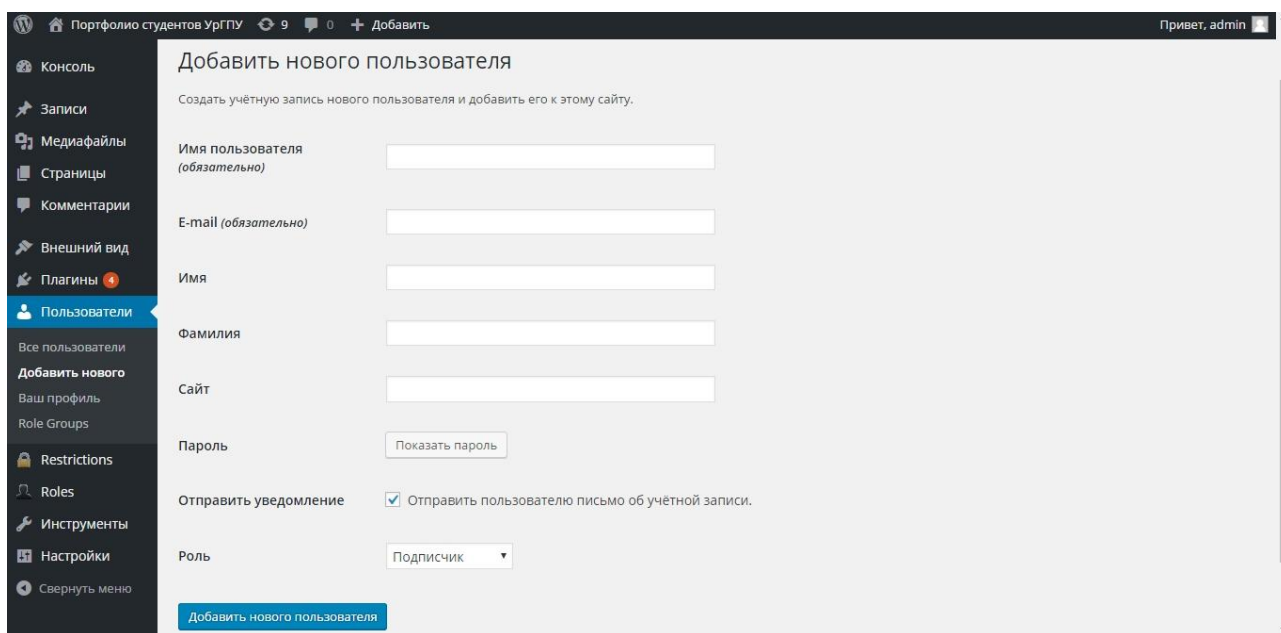 Портфолио студентов УрГПУ 9 0 + Добавить Привет, admin
Консоль
Записи
Медиафайлы
Страницы
Комментарии
Внешний вид
Плагины 4
Пользователи
Все пользователи
Добавить нового
Ваш профиль
Role Groups
Restrictions
Roles
Инструменты
Настройки
Свернуть меню
Добавить нового пользователя
Создать учётную запись нового пользователя и добавить его к этому сайту.
Имя пользователя
(обязательно)
E-mail (обязательно)
Имя
Фамилия
Сайт
Пароль Показать пароль
Отправить уведомление Отправить пользователю письмо об учётной записи.
Роль Подписчик
Добавить нового пользователя